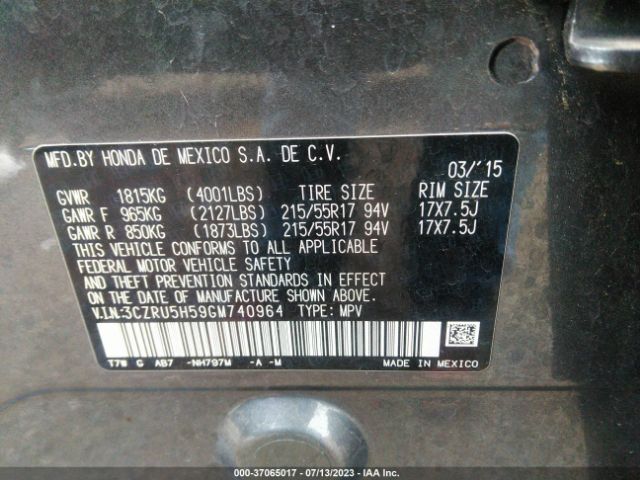 MFD.BY HONDA DE MEXICO S.A. DE C.V.
03/'15
GVWR 1815KG (4001LBS) TIRE SIZE RIM SIZE
GAWR F 965KG (2127LBS) 215/55R17 94V 17X7.5J
GAWR R 850KG (1873LBS) 215/55R17 94V 17X7.5J
THIS VEHICLE CONFORMS TO ALL APPLICABLE
FEDERAL MOTOR VEHICLE SAFETY
AND THEFT PREVENTION STANDARDS IN EFFECT
ON THE DATE OF MANUFACTURE SHOWN ABOVE.
V.I.N.:3CZRU5H59GM740964 TYPE: MPV
T7W G AB7 -NH797M -A -M MADE IN MEXICO
000-37065017 - 07/13/2023 - IAA Inc.